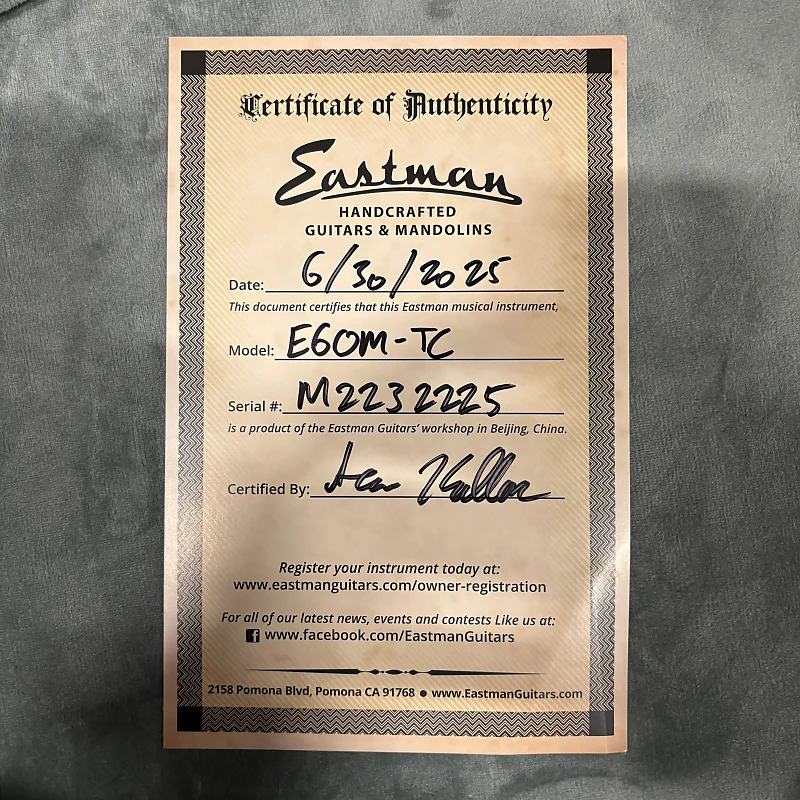 Certificate of Authenticity
Eastman
HANDCRAFTED
GUITARS & MANDOLINS
Date: 6/30/2025
This document certifies that this Eastman musical instrument,
Model: E6OM-TC
Serial #: M2232225
is a product of the Eastman Guitars' workshop in Beijing, China.
Certified By:
Register your instrument today at:
www.eastmanguitars.com/owner-registration
For all of our latest news, events and contests Like us at:
f www.facebook.com/EastmanGuitars
2158 Pomona Blvd, Pomona CA 91768 ● www.EastmanGuitars.com